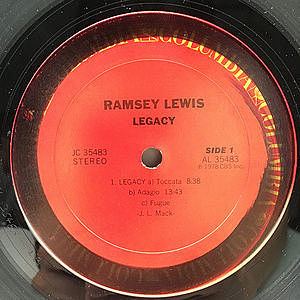 COLUMBIA
RAMSEY LEWIS
LEGACY
JC 35483
STEREO
SIDE 1
AL 35483
℗ 1978 CBS Inc.
1. LEGACY a) Toccata 8:38
b) Adagio 13:43
c) Fugue
-J. L. Mack-